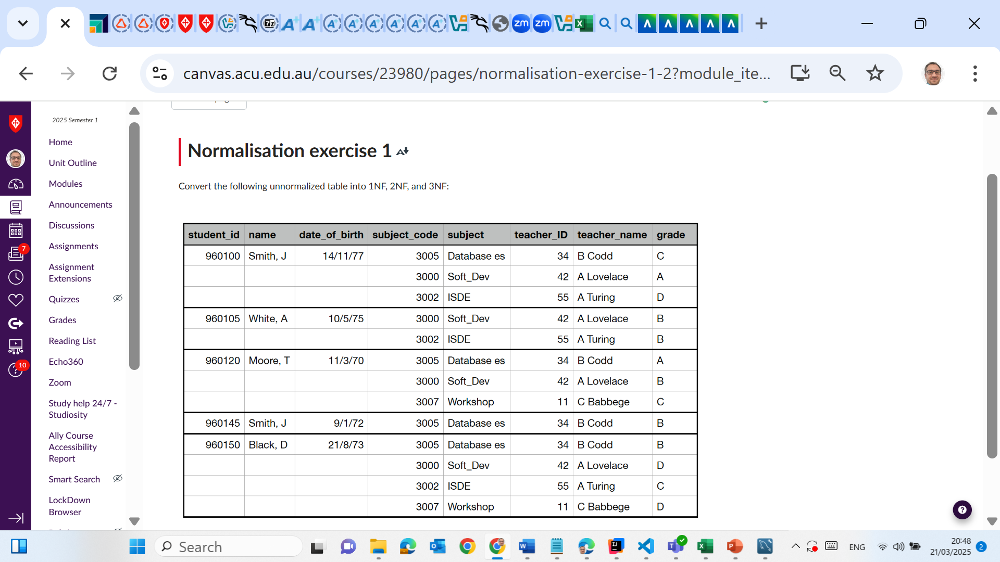 canvas.acu.edu.au/courses/23980/pages/normalisation-exercise-1-2?module_ite...
2025 Semester 1
Home
Unit Outline
Modules
Announcements
Discussions
Assignments
Assignment
Extensions
Quizzes
Grades
Reading List
Echo360
Zoom
Study help 24/7 -
Studiosity
Ally Course
Accessibility
Report
Smart Search
LockDown
Browser
7
10
Normalisation exercise 1
Convert the following unnormalized table into 1NF, 2NF, and 3NF:
student_id name date_of_birth subject_code subject teacher_ID teacher_name grade
960100 Smith, J 14/11/77 3005 Database es 34 B Codd C
3000 Soft_Dev 42 A Lovelace A
3002 ISDE 55 A Turing D
960105 White, A 10/5/75 3000 Soft_Dev 42 A Lovelace B
3002 ISDE 55 A Turing B
960120 Moore, T 11/3/70 3005 Database es 34 B Codd A
3000 Soft_Dev 42 A Lovelace B
3007 Workshop 11 C Babbege C
960145 Smith, J 9/1/72 3005 Database es 34 B Codd B
960150 Black, D 21/8/73 3005 Database es 34 B Codd B
3000 Soft_Dev 42 A Lovelace D
3002 ISDE 55 A Turing C
3007 Workshop 11 C Babbege D
Search
ENG
20:48
21/03/2025
2